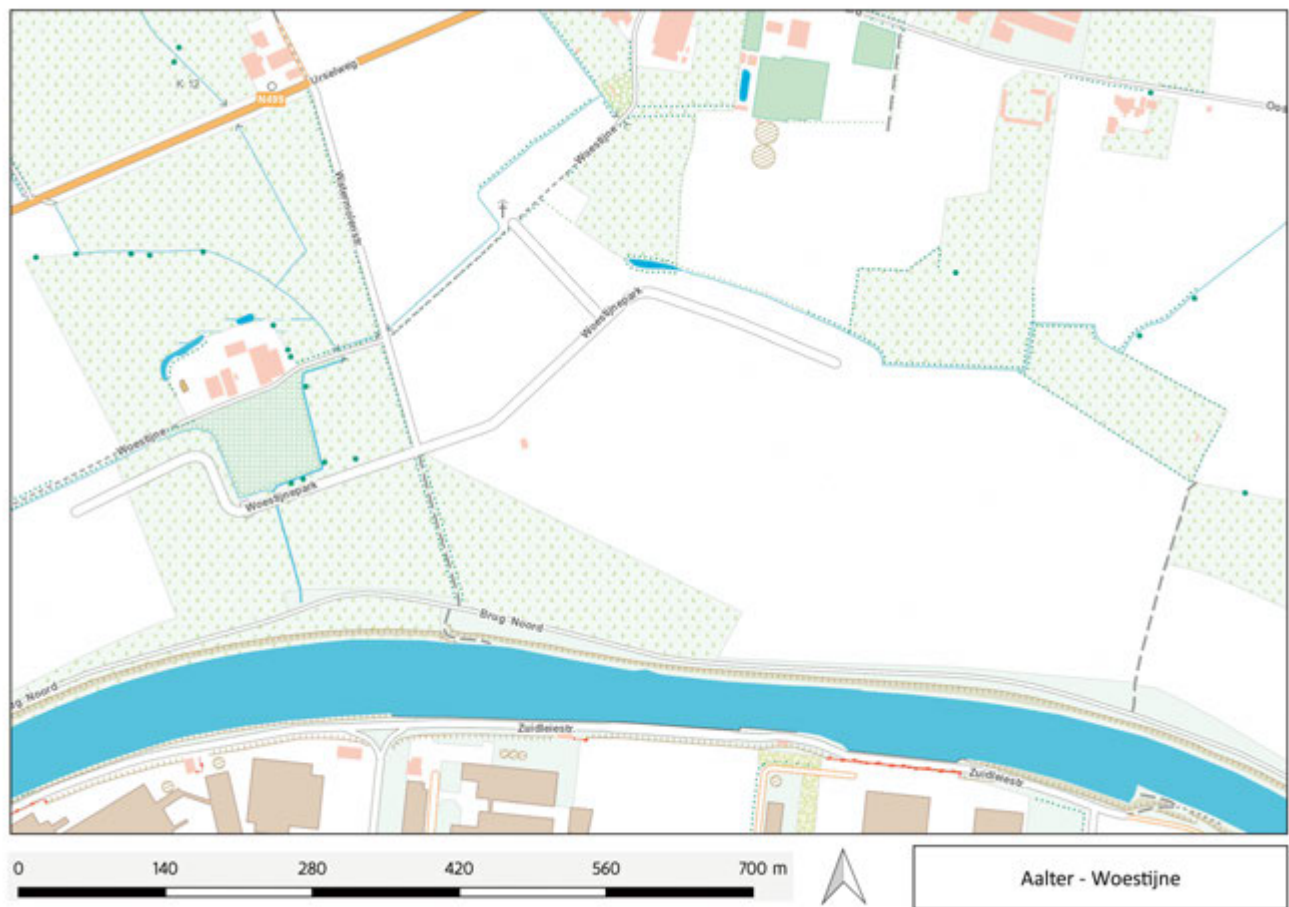 K 12
Urselweg
N499
Watermolenstr.
Woestijne
Woestijnepark
Woestijne
Woestijnepark
Brug Noord
Noord
Zuidleiestr.
Zuidleiestr.
0 140 280 420 560 700 m
Aalter - Woestijne